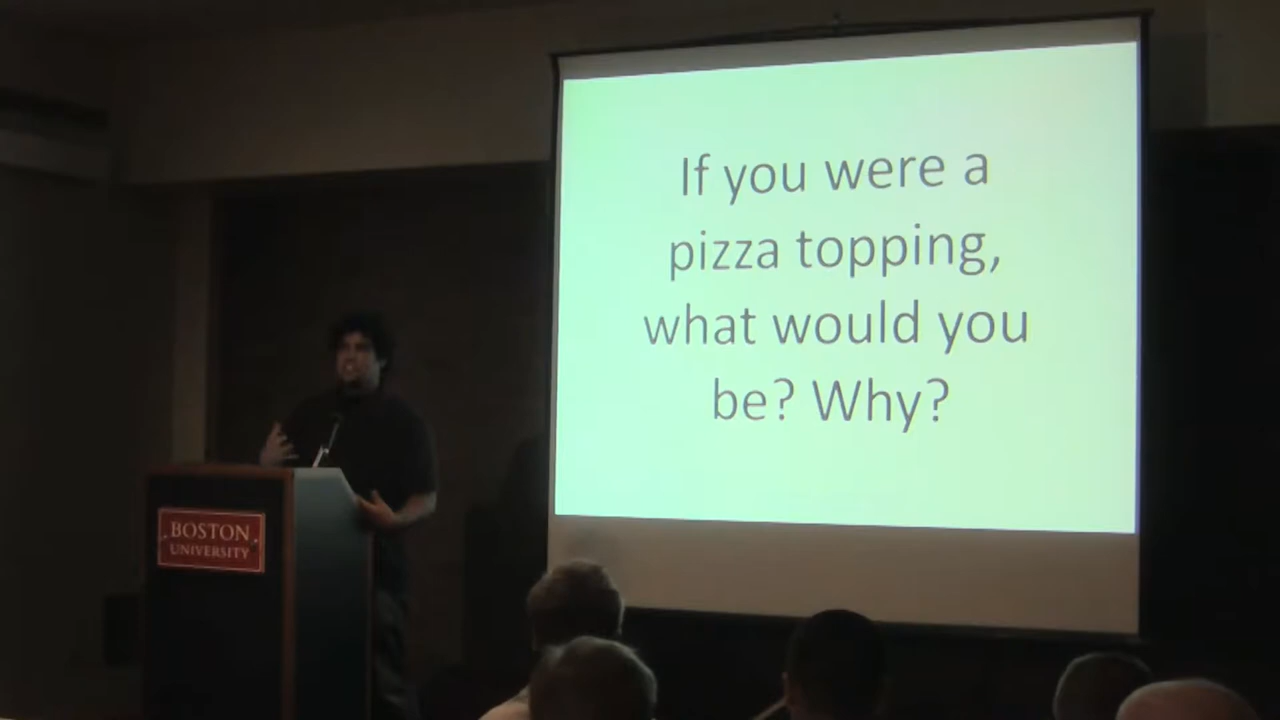 If you were a
pizza topping,
what would you
be? Why?
BOSTON
UNIVERSITY